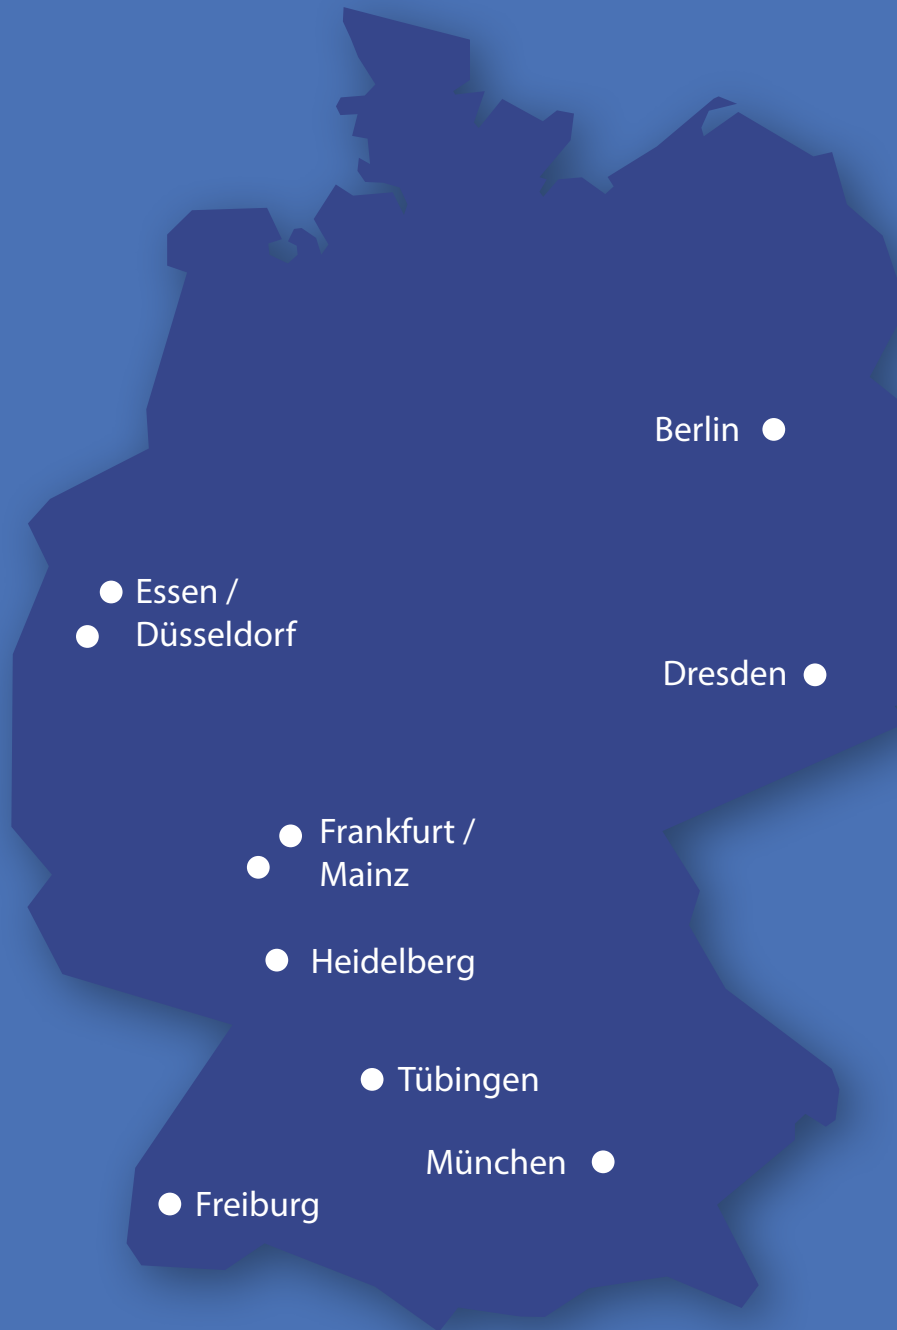 Berlin
Essen /
Düsseldorf
Dresden
Frankfurt /
Mainz
Heidelberg
Tübingen
München
Freiburg